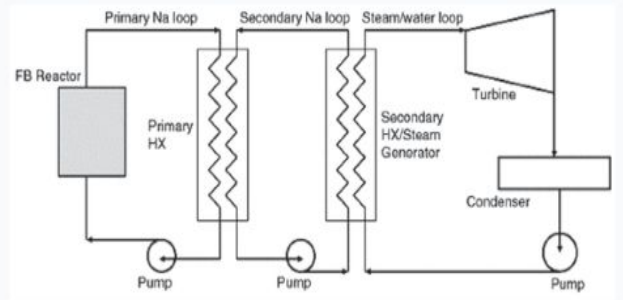 Primary Na loop
Secondary Na loop
Steam/water loop
FB Reactor
Primary
HX
Secondary
HX/Steam
Genorator
Turbine
Condenser
Pump
Pump
Pump